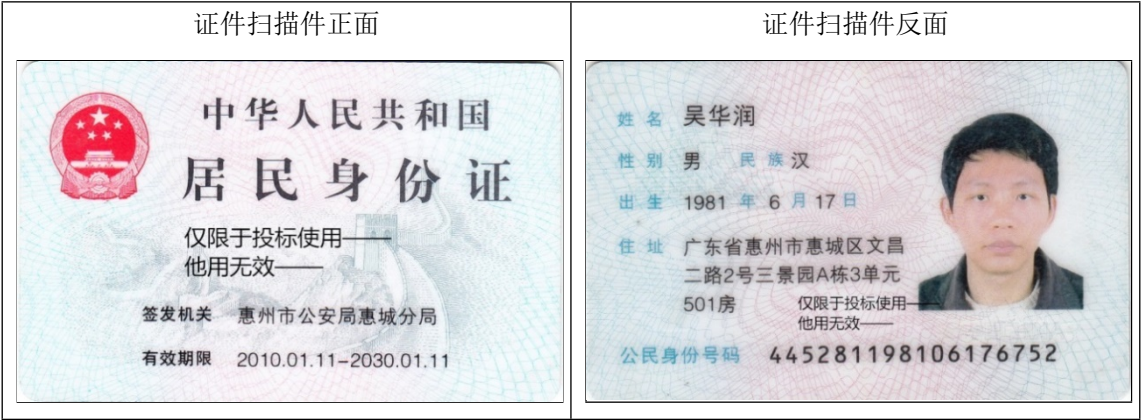 证件扫描件正面
中华人民共和国
居民身份证
仅限于投标使用——
他用无效——
签发机关 惠州市公安局惠城分局
有效期限 2010.01.11-2030.01.11
证件扫描件反面
姓名 吴华润
性别 男 民族 汉
出生 1981 年 6 月 17 日
住址 广东省惠州市惠城区文昌
二路2号三景园A栋3单元
501房
仅限于投标使用——
他用无效——
公民身份号码 445281198106176752